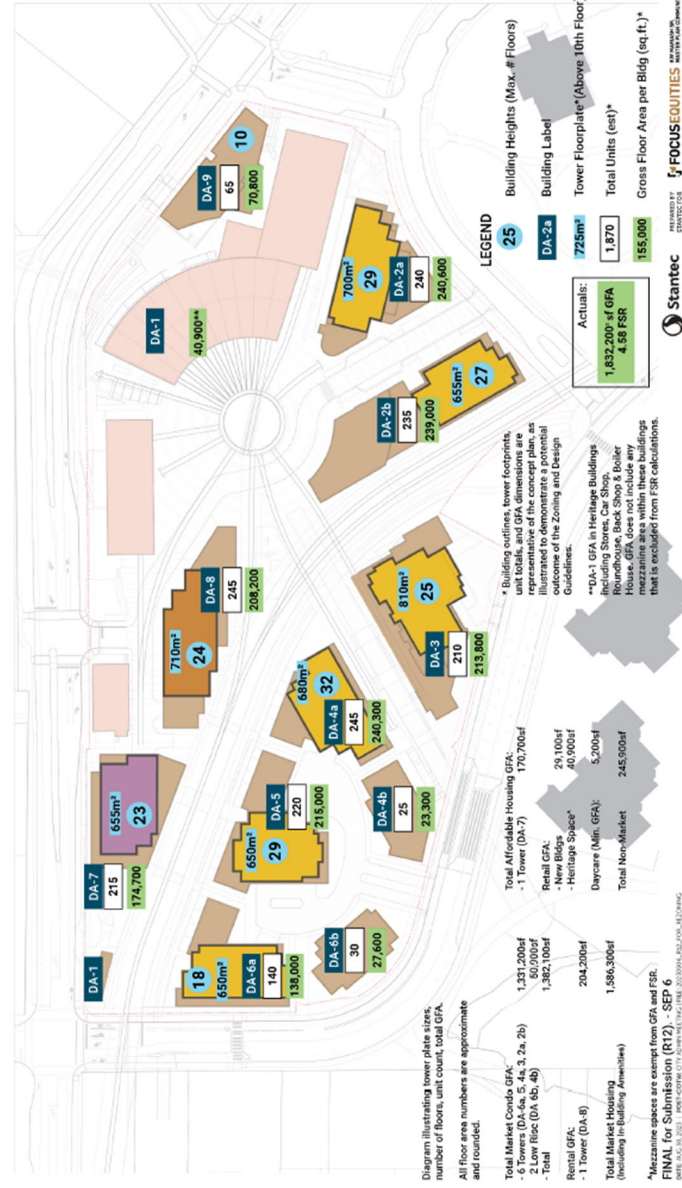 DA-9
65
70,800
10
DA-1
40,900**
700m²
29
DA-2a
240
240,600
DA-2b
235
239,000
655m²
27
710m²
24
DA-8
245
208,200
810m²
25
DA-3
210
213,800
680m²
32
DA-4a
245
240,300
DA-4b
25
23,300
655m²
23
DA-7
215
174,700
650m²
29
DA-5
220
215,000
DA-1
18
650m²
DA-6a
140
138,000
DA-6b
30
27,600
LEGEND
25 Building Heights (Max. # Floors)
DA-2a Building Label
725m² Tower Floorplate*(Above 10th Floor)
1,870 Total Units (est)*
155,000 Gross Floor Area per Bldg (sq.ft.)*
Actuals:
1,832,200* sf GFA
4.58 FSR
* Building outlines, tower footprints,
unit totals, and GFA dimensions are
representative of the concept plan, as
illustrated to demonstrate a potential
outcome of the Zoning and Design
Guidelines.
**DA-1 GFA in Heritage Buildings
including Stores, Car Shop,
Roundhouse, Back Shop & Boiler
House. GFA does not include any
mezzanine area within these buildings
that is excluded from FSR calculations.
Diagram illustrating tower plate sizes,
number of floors, unit count, total GFA.
All floor area numbers are approximate
and rounded.
Total Market Condo GFA:
- 6 Towers (DA-6a, 5, 4a, 3, 2a, 2b) 1,331,200sf
2 Low Rise (DA 6b, 4b) 50,900sf
- Total 1,382,100sf
Rental GFA:
- 1 Tower (DA-8) 204,200sf
Total Market Housing 1,586,300sf
(Including In-Building Amenities)
Total Affordable Housing GFA:
- 1 Tower (DA-7) 170,700sf
Retail GFA:
- New Bldgs 29,100sf
- Heritage Space^ 40,900sf
Daycare (Min. GFA): 5,200sf
Total Non-Market 245,900sf
^Mezzanine spaces are exempt from GFA and FSR.
FINAL for Submission (R12). - SEP 6
PREPARED BY
STANTEC FOR
Stantec
FOCUSEQUITIES